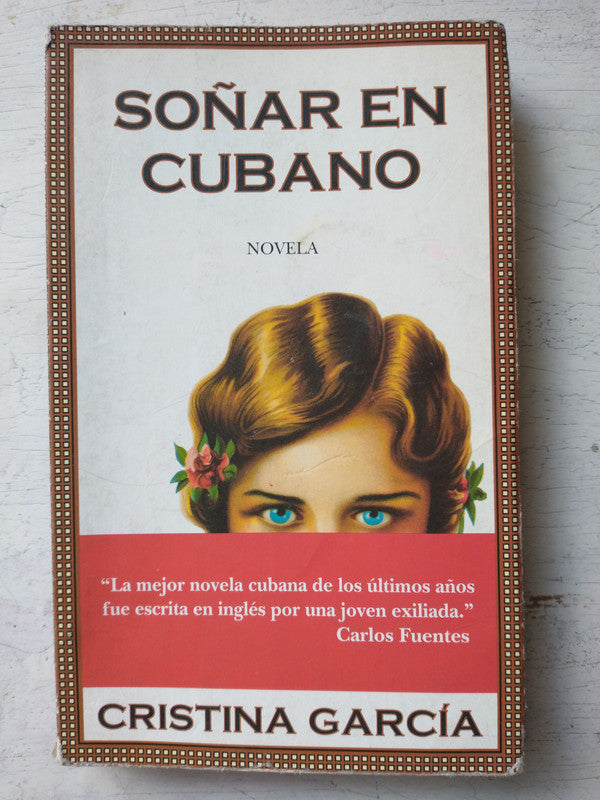 SOÑAR EN
CUBANO
NOVELA
“La mejor novela cubana de los últimos años
fue escrita en inglés por una joven exiliada.”
Carlos Fuentes
CRISTINA GARCÍA